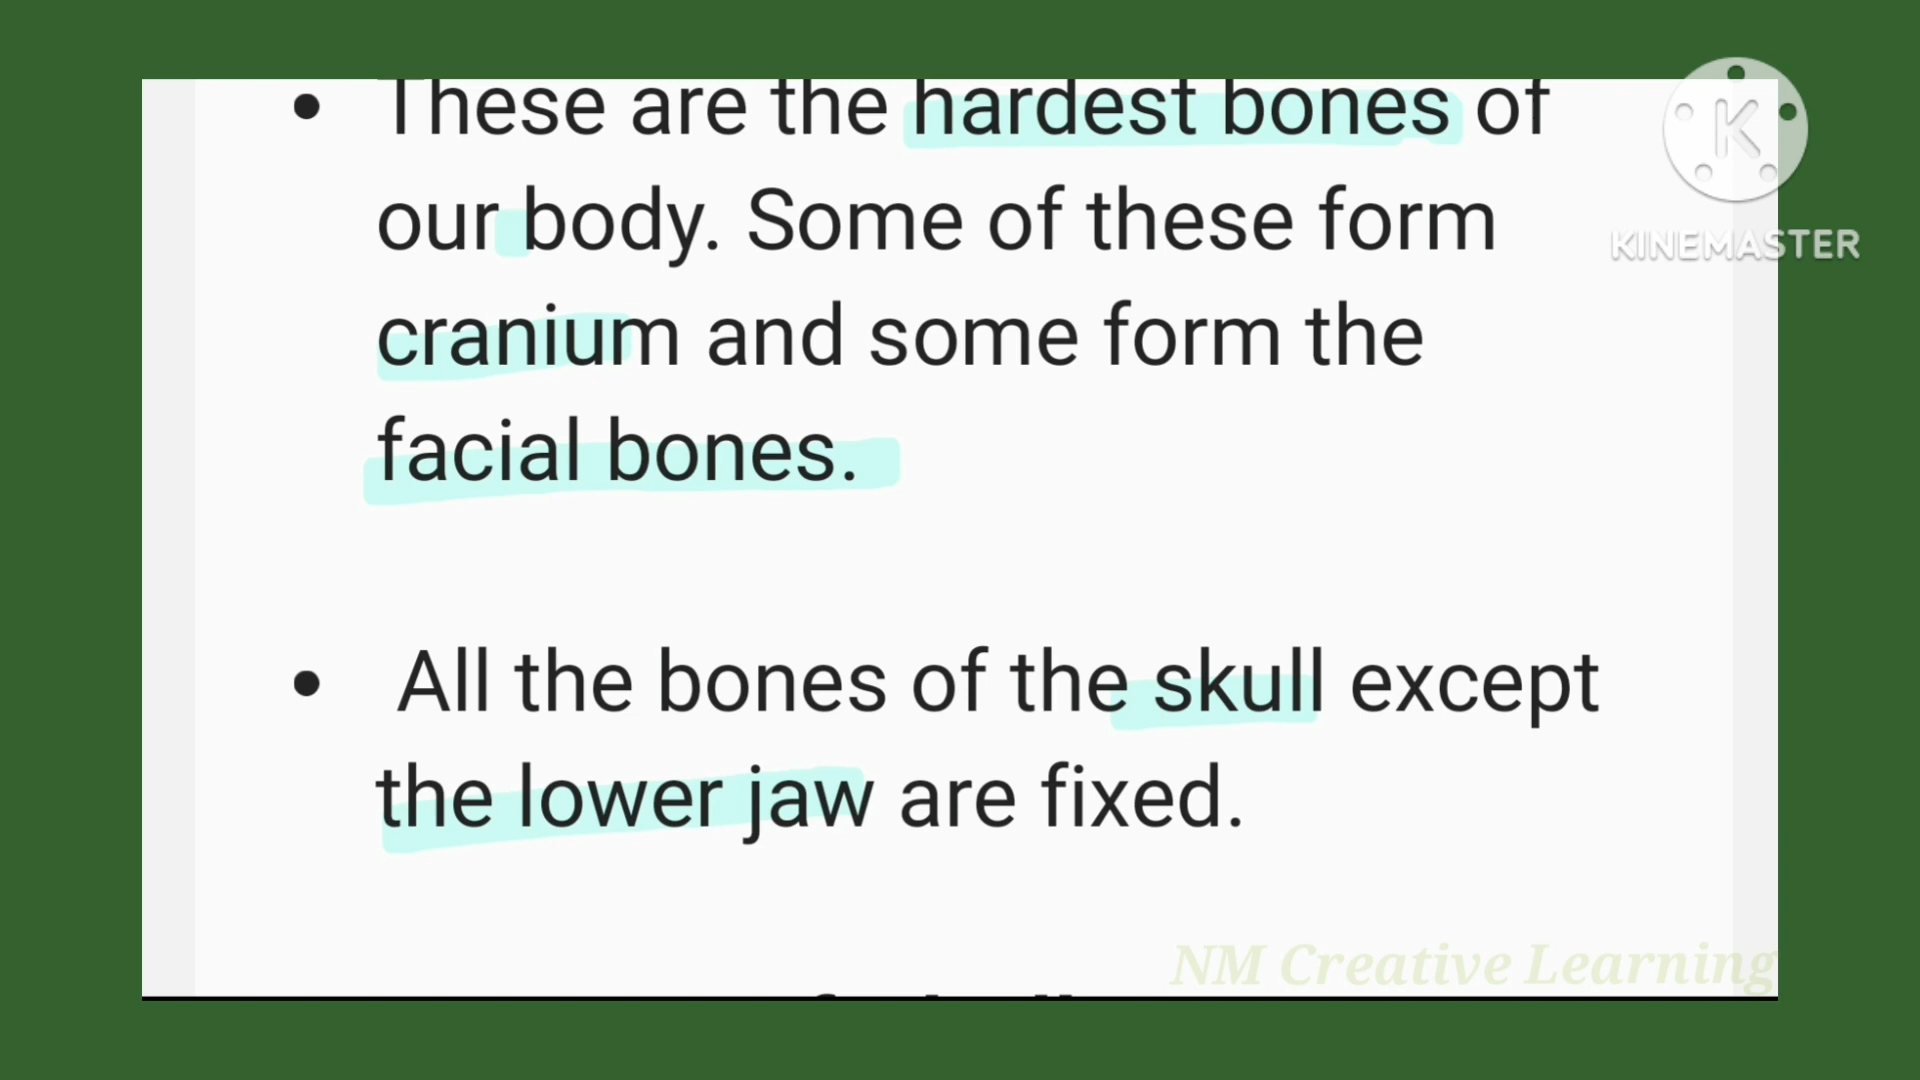 • These are the hardest bones of
our body. Some of these form
cranium and some form the
facial bones.
• All the bones of the skull except
the lower jaw are fixed.
K
KINEMASTER
NM Creative Learning